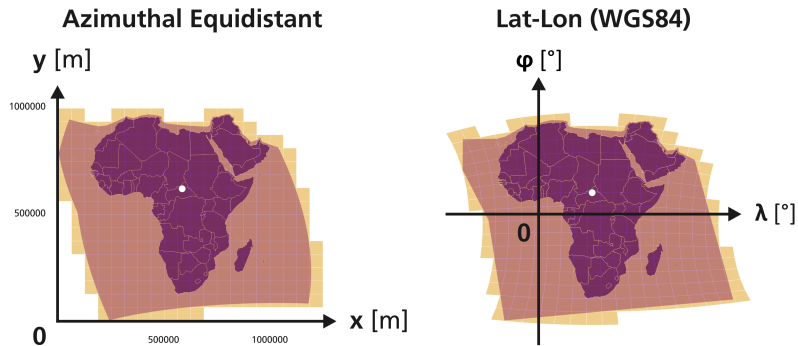 Azimuthal Equidistant
y [m]
1000000
500000
0
500000
1000000
x [m]
Lat-Lon (WGS84)
φ [°]
λ [°]
0